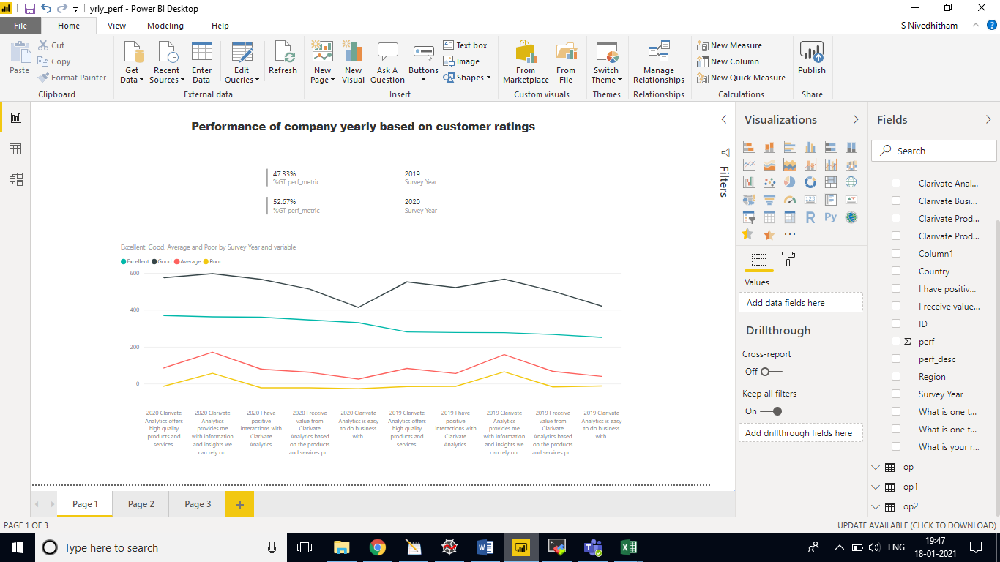 yrly_perf - Power BI Desktop
File Home View Modeling Help S Nivedhitham
Paste
Cut
Copy
Format Painter
Clipboard
Get Data
Recent Sources
Enter Data
Edit Queries
Refresh
External data
New Page
New Visual
Ask A Question
Buttons
Text box
Image
Shapes
Insert
From Marketplace
From File
Custom visuals
Switch Theme
Themes
Manage Relationships
Relationships
New Measure
New Column
New Quick Measure
Calculations
Publish
Share
Performance of company yearly based on customer ratings
47.33% 2019
%GT perf_metric Survey Year
52.67% 2020
%GT perf_metric Survey Year
Excellent, Good, Average and Poor by Survey Year and variable
Excellent Good Average Poor
600
400
200
0
2020 Clarivate
Analytics offers
high quality
products and
services.
2020 Clarivate
Analytics
provides me
with information
and insights we
can rely on.
2020 I have
positive
interactions with
Clarivate
Analytics.
2020 I receive
value from
Clarivate
Analytics based
on the products
and services pr...
2020 Clarivate
Analytics is easy
to do business
with.
2019 Clarivate
Analytics offers
high quality
products and
services.
2019 I have
positive
interactions with
Clarivate
Analytics.
2019 Clarivate
Analytics
provides me
with information
and insights we
can rely on.
2019 I receive
value from
Clarivate
Analytics based
on the products
and services pr...
2019 Clarivate
Analytics is easy
to do business
with.
Filters
Visualizations
R Py
123
Values
Add data fields here
Drillthrough
Cross-report
Off
Keep all filters
On
Add drillthrough fields here
Fields
Search
Clarivate Anal...
Clarivate Busi...
Clarivate Prod...
Clarivate Prod...
Column1
Country
I have positiv...
I receive value...
ID
Σ perf
perf_desc
Region
Survey Year
What is one t...
What is one t...
What is your r...
op
op1
op2
Page 1 Page 2 Page 3 +
PAGE 1 OF 3 UPDATE AVAILABLE (CLICK TO DOWNLOAD)
Type here to search
ENG
19:47
18-01-2021